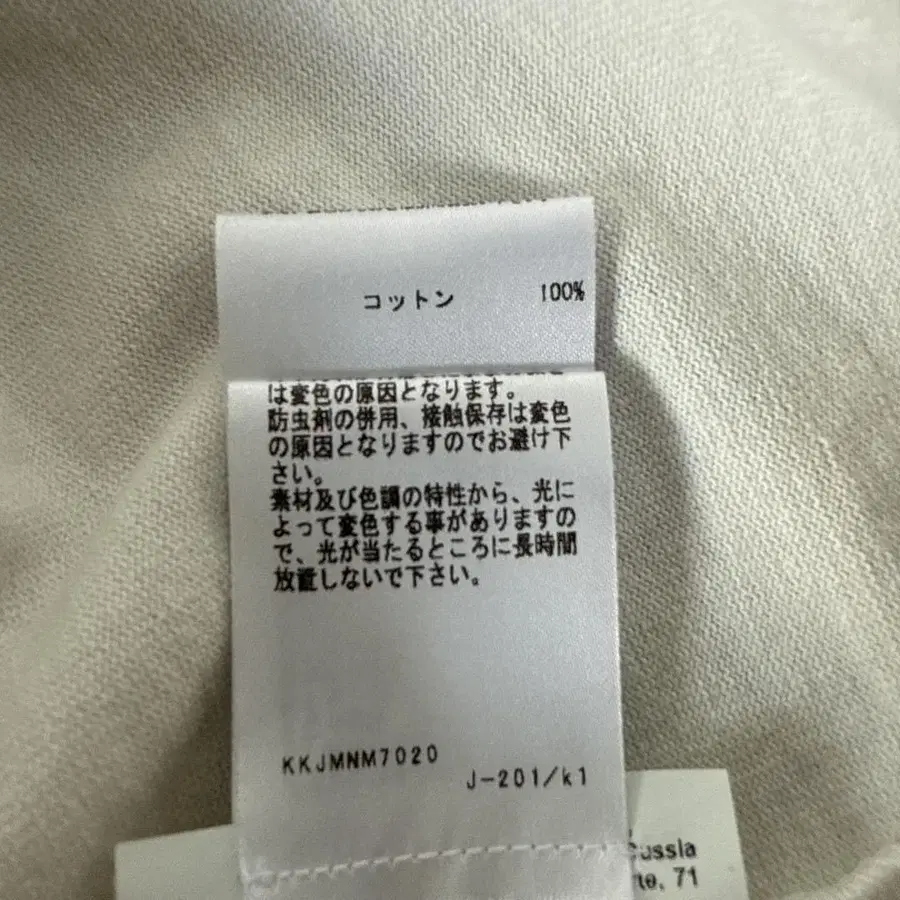 コットン 100%
は変色の原因となります。
防虫剤の併用、接触保存は変色
の原因となりますのでお避け下
さい。
素材及び色調の特性から、光に
よって変色する事がありますの
で、光が当たるところに長時間
放置しないで下さい。
KKJMNM7020
J-201/k1
71